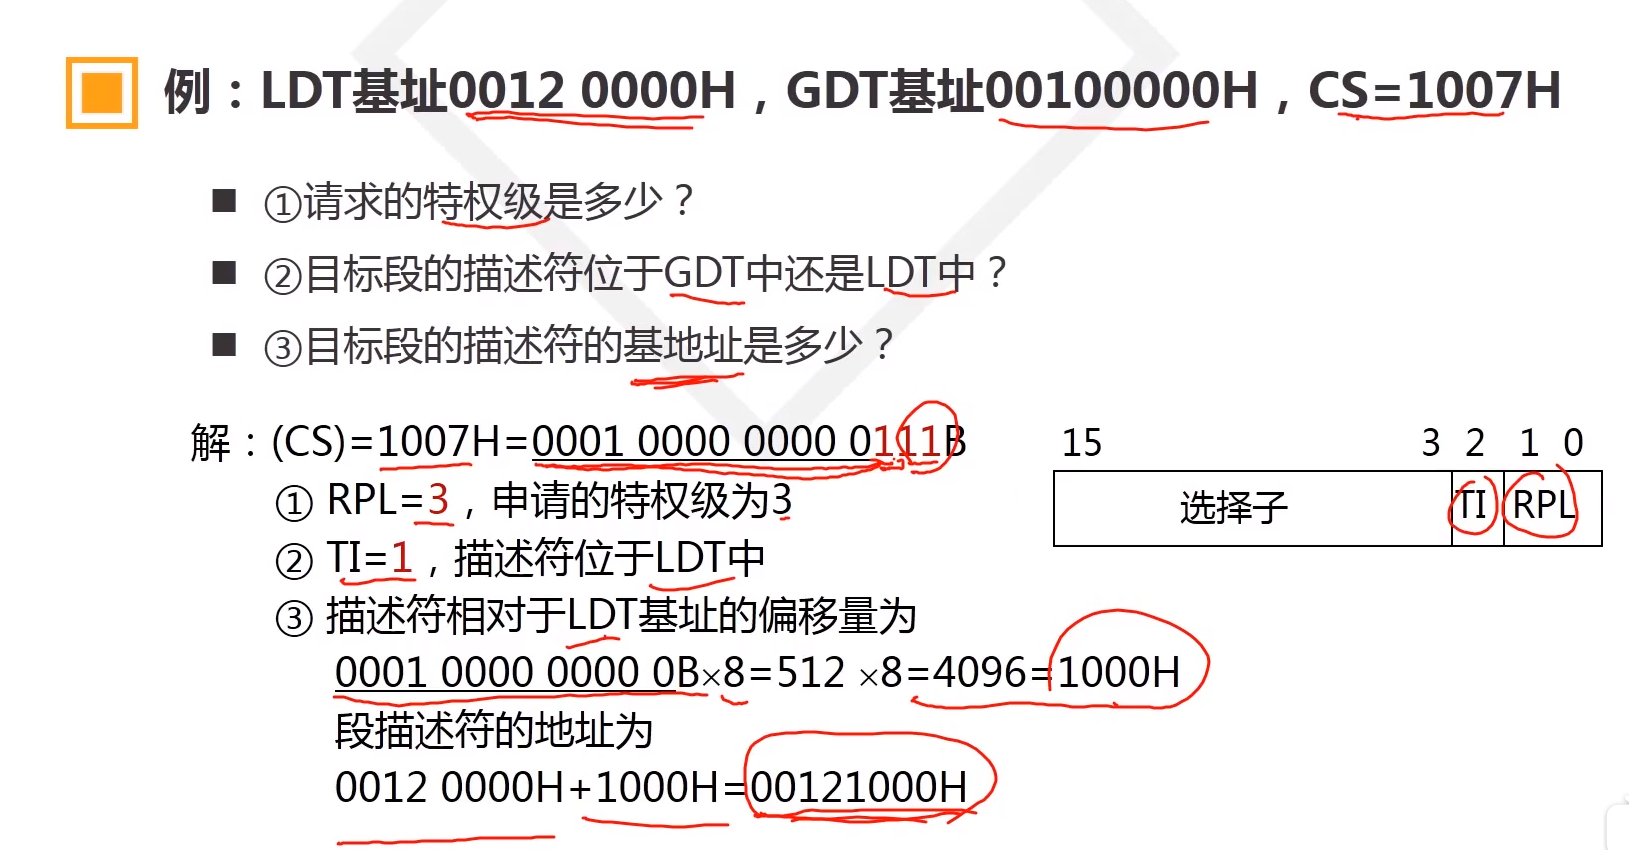 例：LDT基址0012 0000H，GDT基址00100000H，CS=1007H
■ ①请求的特权级是多少？
■ ②目标段的描述符位于GDT中还是LDT中？
■ ③目标段的描述符的基地址是多少？
解：(CS)=1007H=0001 0000 0000 0111B
① RPL=3，申请的特权级为3
② TI=1，描述符位于LDT中
③ 描述符相对于LDT基址的偏移量为
0001 0000 0000 0B×8=512 ×8=4096=1000H
段描述符的地址为
0012 0000H+1000H=00121000H
15 3 2 1 0
选择子 TI RPL